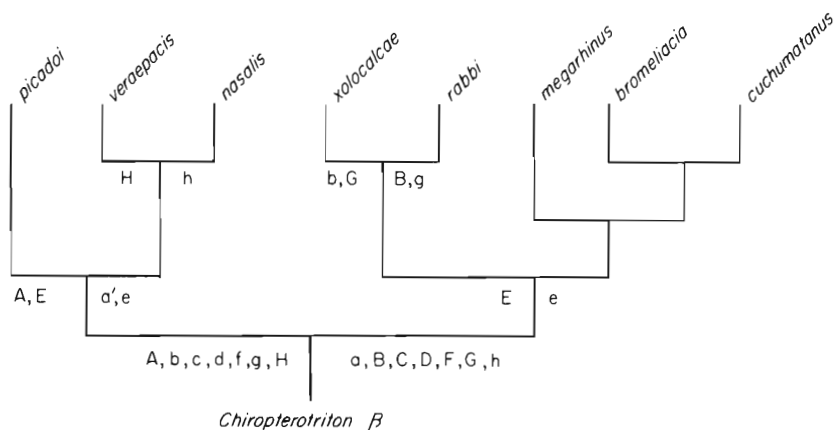 picadoi
veraepacis
nasalis
xolocalcae
rabbi
megarhinus
bromeliacia
cuchumatanus
H h
b,G B,g
A,E a',e
E e
A,b,c,d,f,g,H a,B,C,D,F,G,h
Chiropterotriton β